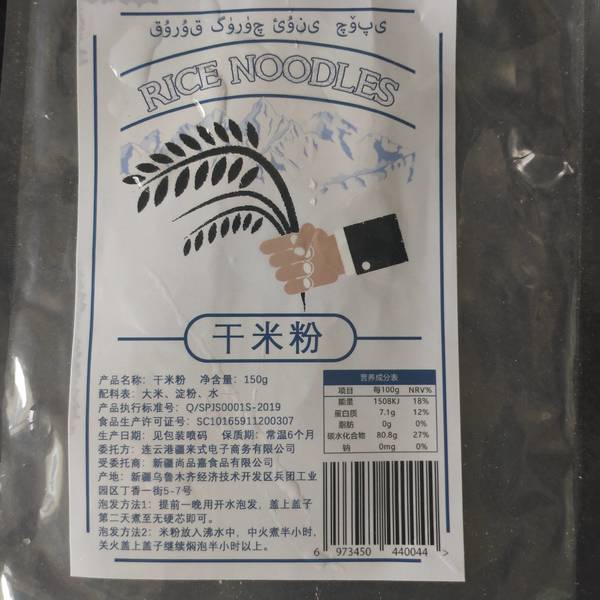 ىپۆچ ىنۇئ چۈرۈگ قۇرۇق
RICE NOODLES
干米粉
产品名称：干米粉 净含量：150g
配料表：大米、淀粉、水
产品执行标准号：Q/SPJS0001S-2019
食品生产许可证号：SC10165911200307
生产日期：见包装喷码 保质期：常温6个月
委托方：连云港疆来式电子商务有限公司
受委托商：新疆尚品嘉食品有限公司
产地：新疆乌鲁木齐经济技术开发区兵团工业
园区丁香一街5-7号
泡发方法1：提前一晚用开水泡发，盖上盖子
第二天煮至无硬芯即可。
泡发方法2：米粉放入沸水中，中火煮半小时，
关火盖上盖子继续焖泡半小时以上。
营养成分表
项目 每100g NRV%
能量 1508KJ 18%
蛋白质 7.1g 12%
脂肪 0g 0%
碳水化合物 80.8g 27%
钠 0mg 0%
6 973450 440044 >